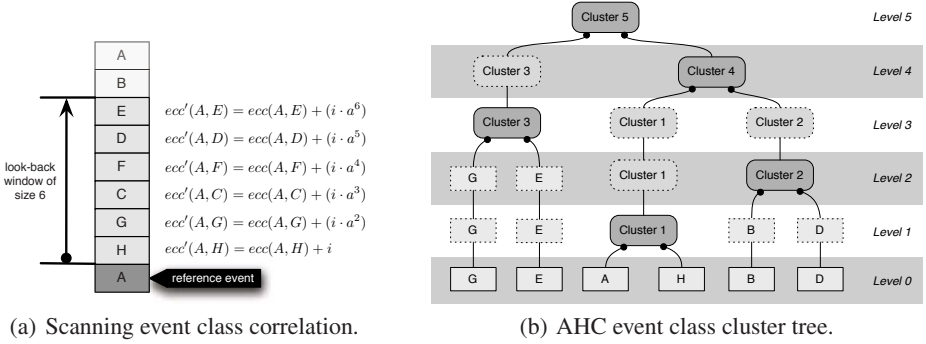 A
B
E
D
F
C
G
H
A
look-back
window of
size 6
ecc'(A, E) = ecc(A, E) + (i · a⁶)
ecc'(A, D) = ecc(A, D) + (i · a⁵)
ecc'(A, F) = ecc(A, F) + (i · a⁴)
ecc'(A, C) = ecc(A, C) + (i · a³)
ecc'(A, G) = ecc(A, G) + (i · a²)
ecc'(A, H) = ecc(A, H) + i
reference event
(a) Scanning event class correlation.
Cluster 5 Level 5
Cluster 3 Cluster 4 Level 4
Cluster 3 Cluster 1 Cluster 2 Level 3
G E Cluster 1 Cluster 2 Level 2
G E Cluster 1 B D Level 1
G E A H B D Level 0
(b) AHC event class cluster tree.